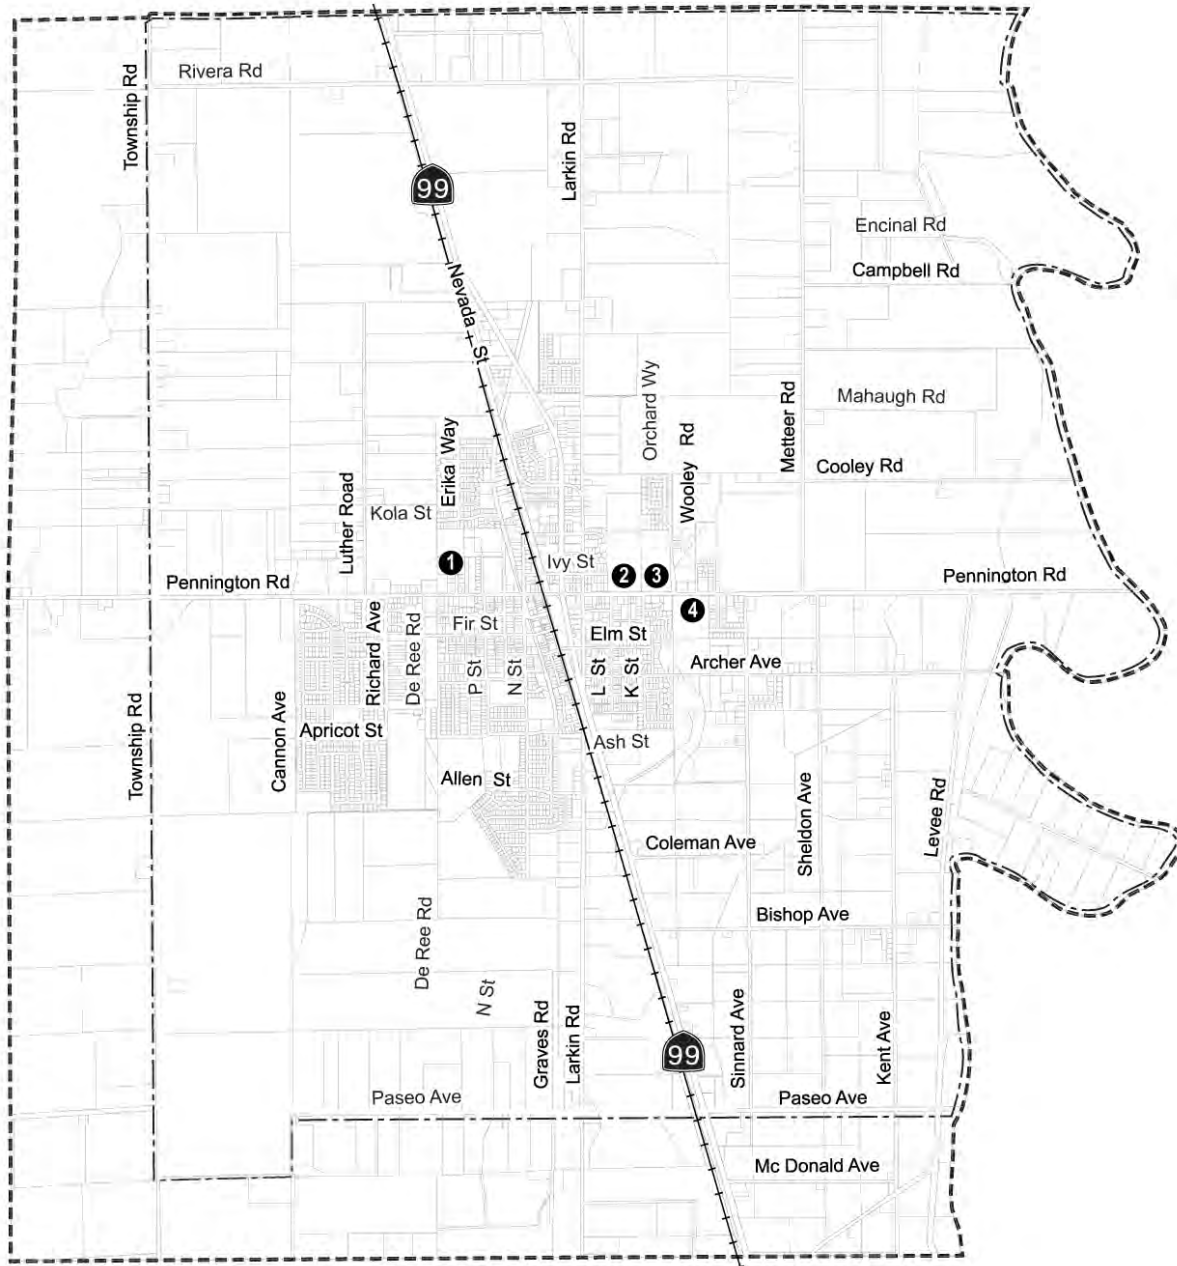 Rivera Rd
Township Rd
Larkin Rd
99
Encinal Rd
Campbell Rd
Nevada St
Orchard Wy
Metteer Rd
Mahaugh Rd
Erika Way
Wooley Rd
Cooley Rd
Luther Road
Kola St
Ivy St
1
2
3
Pennington Rd
Pennington Rd
4
Fir St
Elm St
Richard Ave
De Ree Rd
P St
N St
L St
K St
Archer Ave
Township Rd
Cannon Ave
Apricot St
Ash St
Allen St
Sheldon Ave
Levee Rd
Coleman Ave
Bishop Ave
De Ree Rd
N St
Graves Rd
Larkin Rd
99
Sinnard Ave
Kent Ave
Paseo Ave
Paseo Ave
Mc Donald Ave